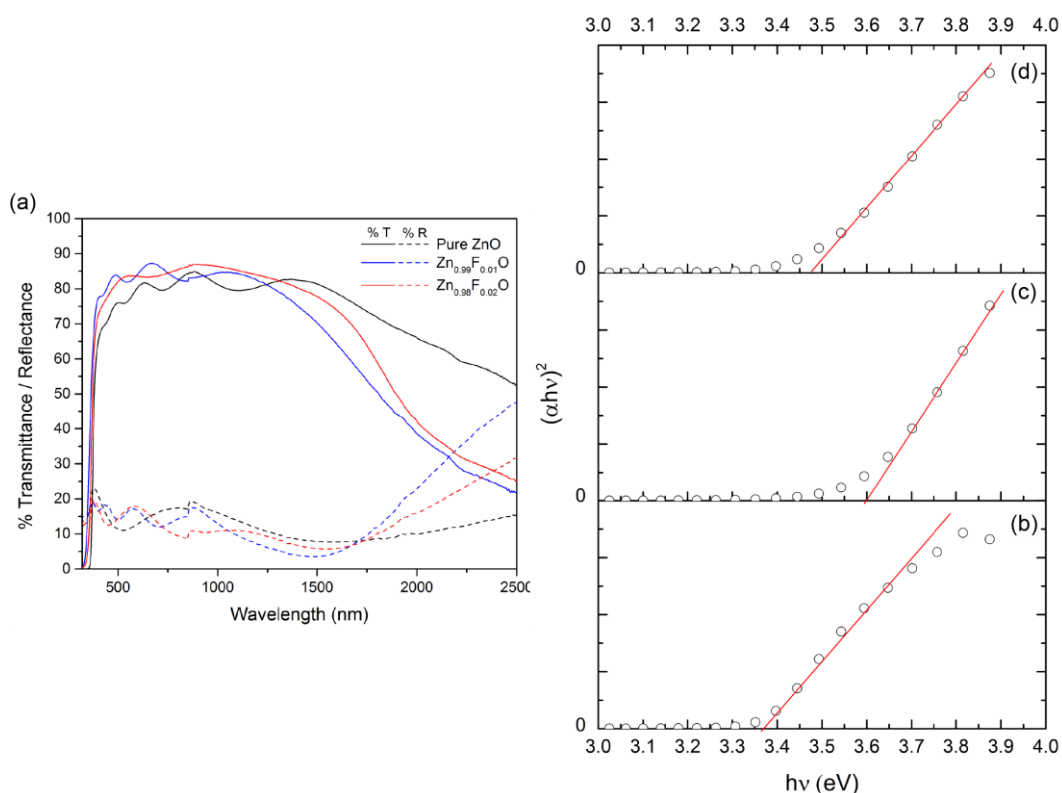 (a)
100
90
80
70
60
50
40
30
20
10
0
% Transmittance / Reflectance
% T % R
Pure ZnO
Zn0.99F0.01O
Zn0.98F0.02O
500 1000 1500 2000 2500
Wavelength (nm)
3.0 3.1 3.2 3.3 3.4 3.5 3.6 3.7 3.8 3.9 4.0
(d)
0
(c)
(αhν)²
0
(b)
0
3.0 3.1 3.2 3.3 3.4 3.5 3.6 3.7 3.8 3.9 4.0
hν (eV)